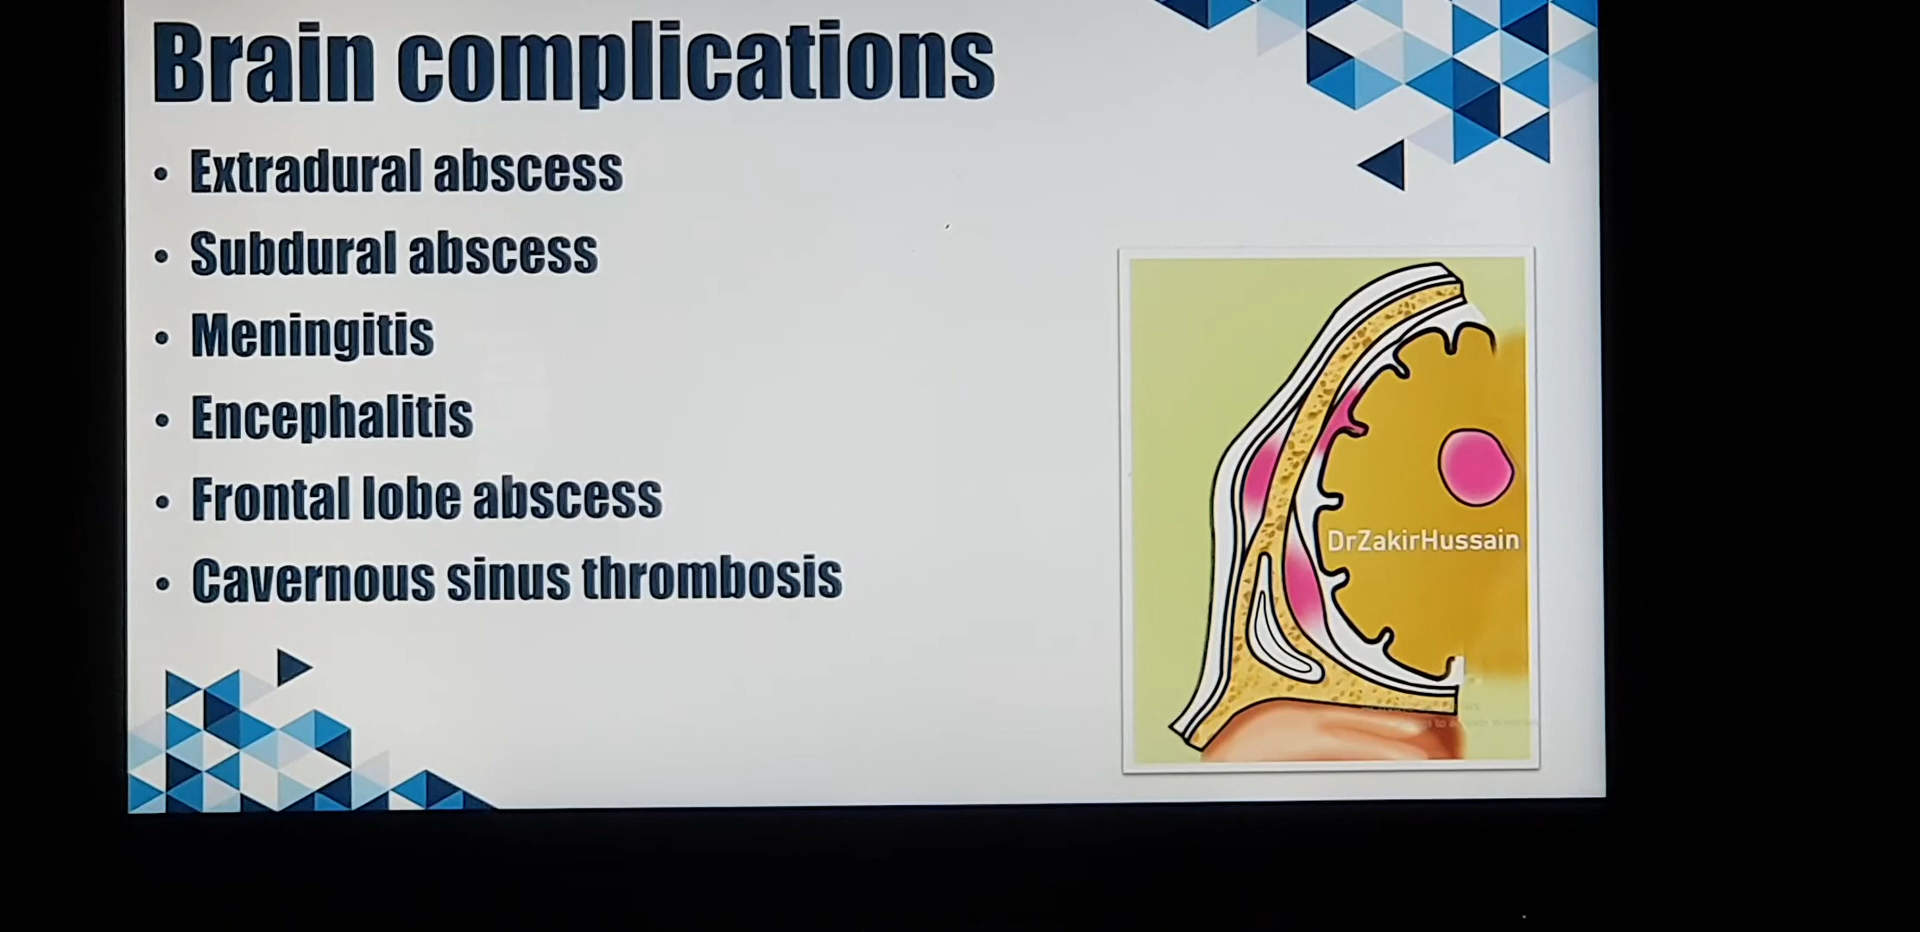 Brain complications
• Extradural abscess
• Subdural abscess
• Meningitis
• Encephalitis
• Frontal lobe abscess
• Cavernous sinus thrombosis
DrZakirHussain